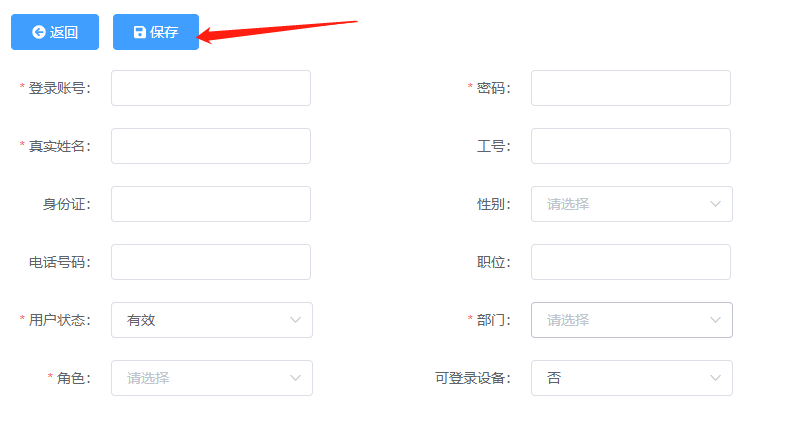 返回 保存
* 登录账号： * 密码：
* 真实姓名： 工号：
身份证： 性别： 请选择
电话号码： 职位：
* 用户状态： 有效 * 部门： 请选择
* 角色： 请选择 可登录设备： 否